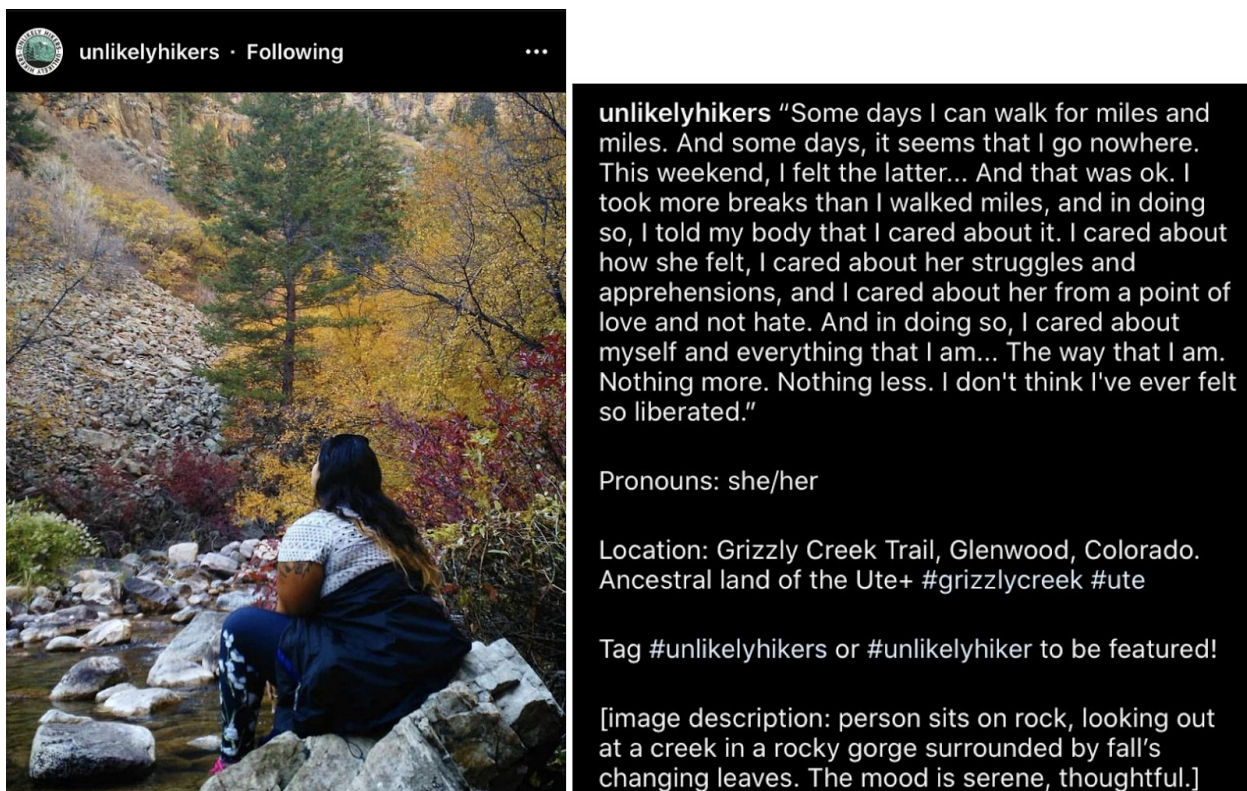 UNLIKELY HIKERS · UNLIKELY HIKERS ·
unlikelyhikers · Following
unlikelyhikers “Some days I can walk for miles and
miles. And some days, it seems that I go nowhere.
This weekend, I felt the latter... And that was ok. I
took more breaks than I walked miles, and in doing
so, I told my body that I cared about it. I cared about
how she felt, I cared about her struggles and
apprehensions, and I cared about her from a point of
love and not hate. And in doing so, I cared about
myself and everything that I am... The way that I am.
Nothing more. Nothing less. I don't think I've ever felt
so liberated.”
Pronouns: she/her
Location: Grizzly Creek Trail, Glenwood, Colorado.
Ancestral land of the Ute+ #grizzlycreek #ute
Tag #unlikelyhikers or #unlikelyhiker to be featured!
[image description: person sits on rock, looking out
at a creek in a rocky gorge surrounded by fall’s
changing leaves. The mood is serene, thoughtful.]